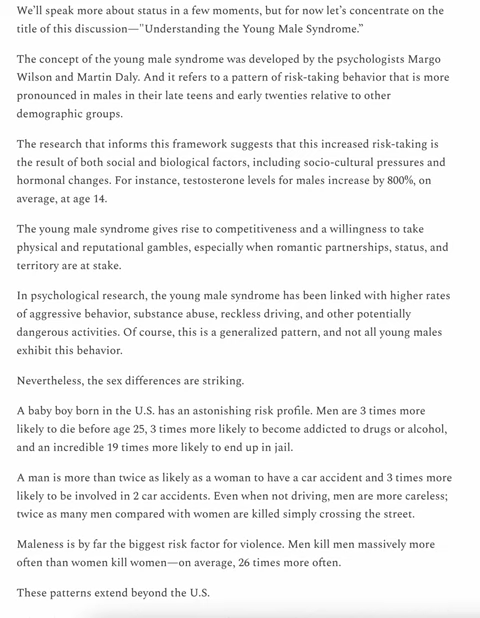 We'll speak more about status in a few moments, but for now let's concentrate on the
title of this discussion—"Understanding the Young Male Syndrome."
The concept of the young male syndrome was developed by the psychologists Margo
Wilson and Martin Daly. And it refers to a pattern of risk-taking behavior that is more
pronounced in males in their late teens and early twenties relative to other
demographic groups.
The research that informs this framework suggests that this increased risk-taking is
the result of both social and biological factors, including socio-cultural pressures and
hormonal changes. For instance, testosterone levels for males increase by 800%, on
average, at age 14.
The young male syndrome gives rise to competitiveness and a willingness to take
physical and reputational gambles, especially when romantic partnerships, status, and
territory are at stake.
In psychological research, the young male syndrome has been linked with higher rates
of aggressive behavior, substance abuse, reckless driving, and other potentially
dangerous activities. Of course, this is a generalized pattern, and not all young males
exhibit this behavior.
Nevertheless, the sex differences are striking.
A baby boy born in the U.S. has an astonishing risk profile. Men are 3 times more
likely to die before age 25, 3 times more likely to become addicted to drugs or alcohol,
and an incredible 19 times more likely to end up in jail.
A man is more than twice as likely as a woman to have a car accident and 3 times more
likely to be involved in 2 car accidents. Even when not driving, men are more careless;
twice as many men compared with women are killed simply crossing the street.
Maleness is by far the biggest risk factor for violence. Men kill men massively more
often than women kill women—on average, 26 times more often.
These patterns extend beyond the U.S.